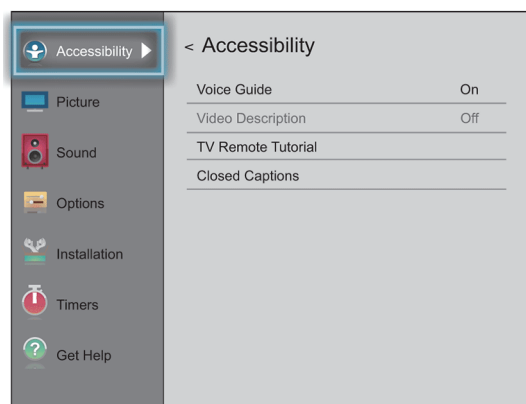 Accessibility
Picture
Sound
Options
Installation
Timers
Get Help
< Accessibility
Voice Guide On
Video Description Off
TV Remote Tutorial
Closed Captions